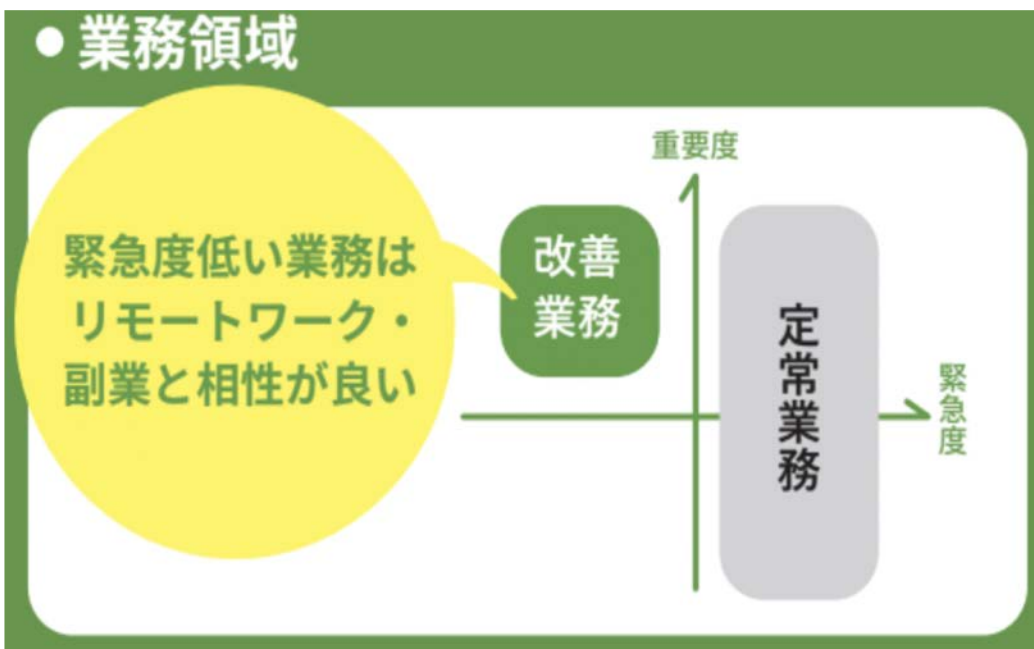 ● 業務領域
緊急度低い業務は
リモートワーク・
副業と相性が良い
重要度
改善
業務
定常業務
緊急度